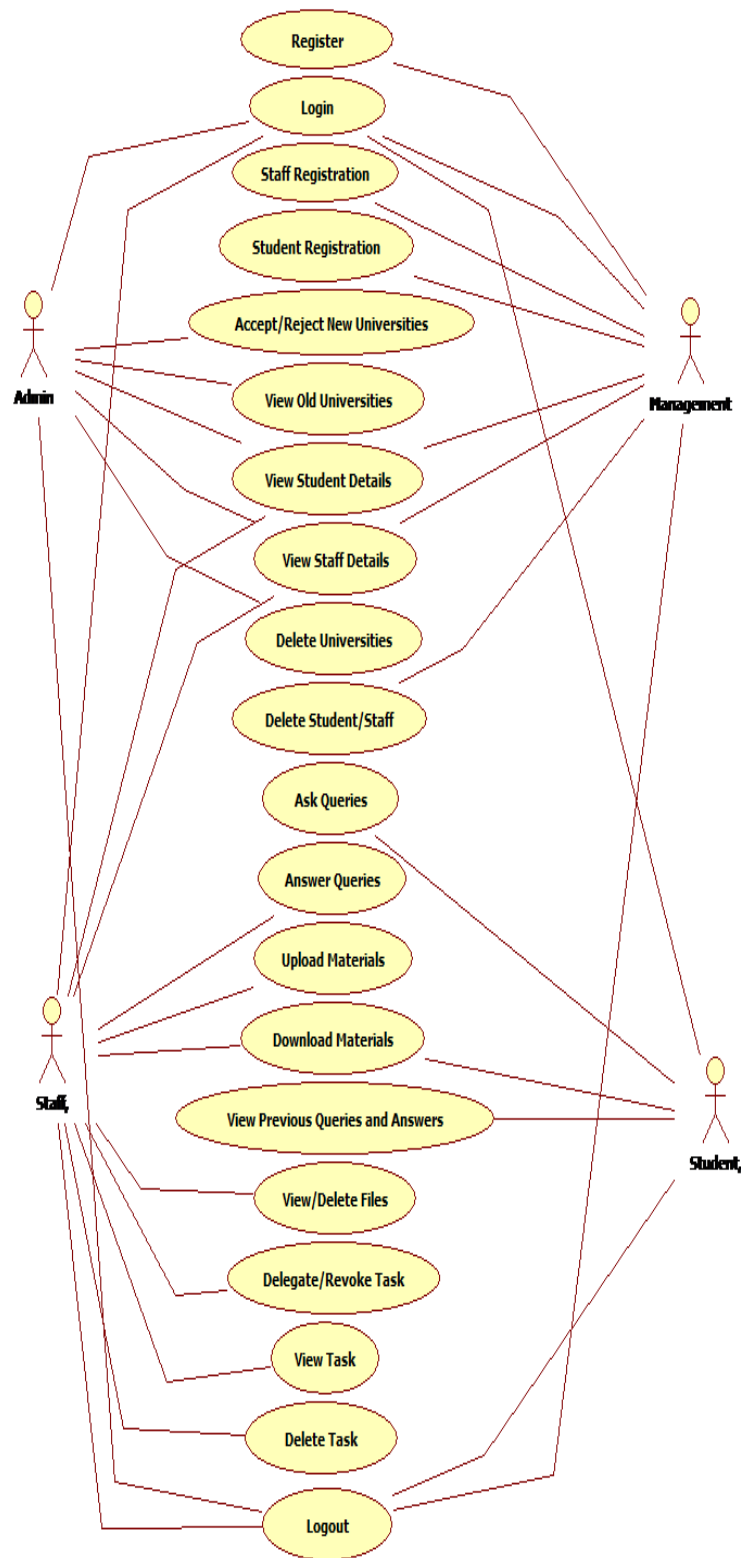 Register
Login
Staff Registration
Student Registration
Accept/Reject New Universities
Admin
View Old Universities
Management
View Student Details
View Staff Details
Delete Universities
Delete Student/Staff
Ask Queries
Answer Queries
Upload Materials
Download Materials
Staff,
View Previous Queries and Answers
Student,
View/Delete Files
Delegate/Revoke Task
View Task
Delete Task
Logout